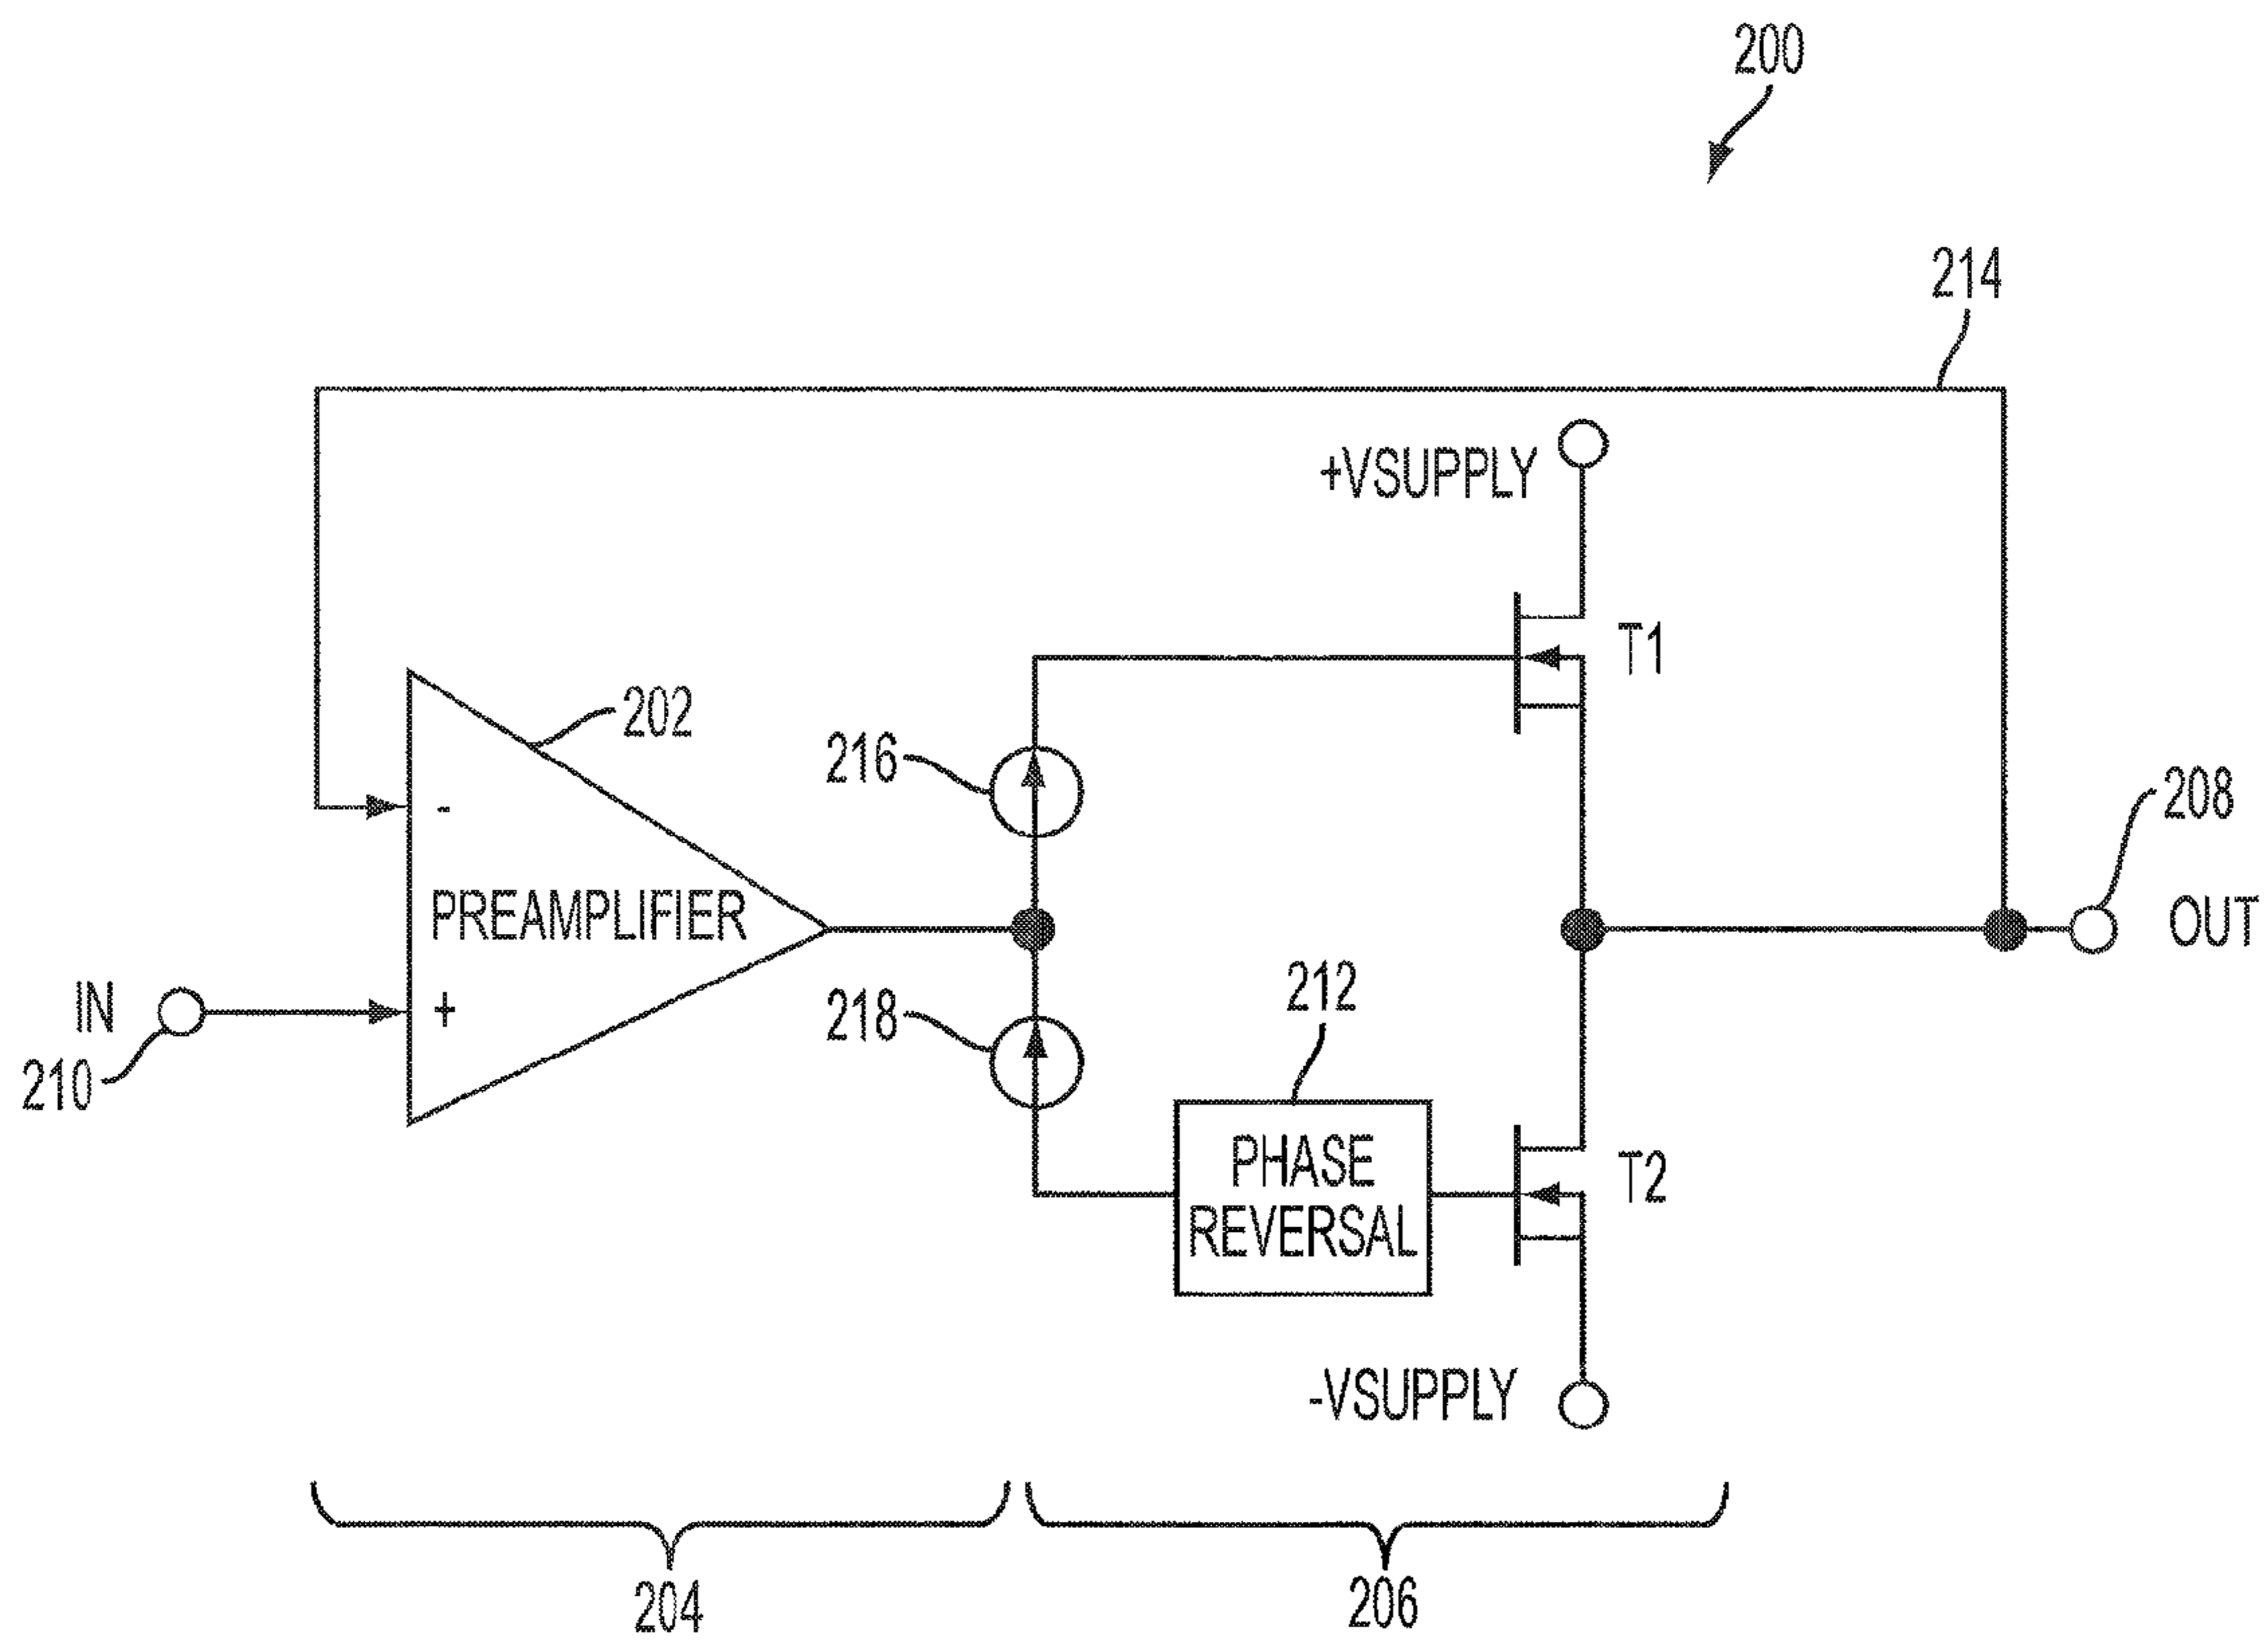 200
214
+VSUPPLY
T1
202
216
208
-
PREAMPLIFIER
OUT
IN
+
218
212
210
PHASE
REVERSAL
T2
-VSUPPLY
204
206